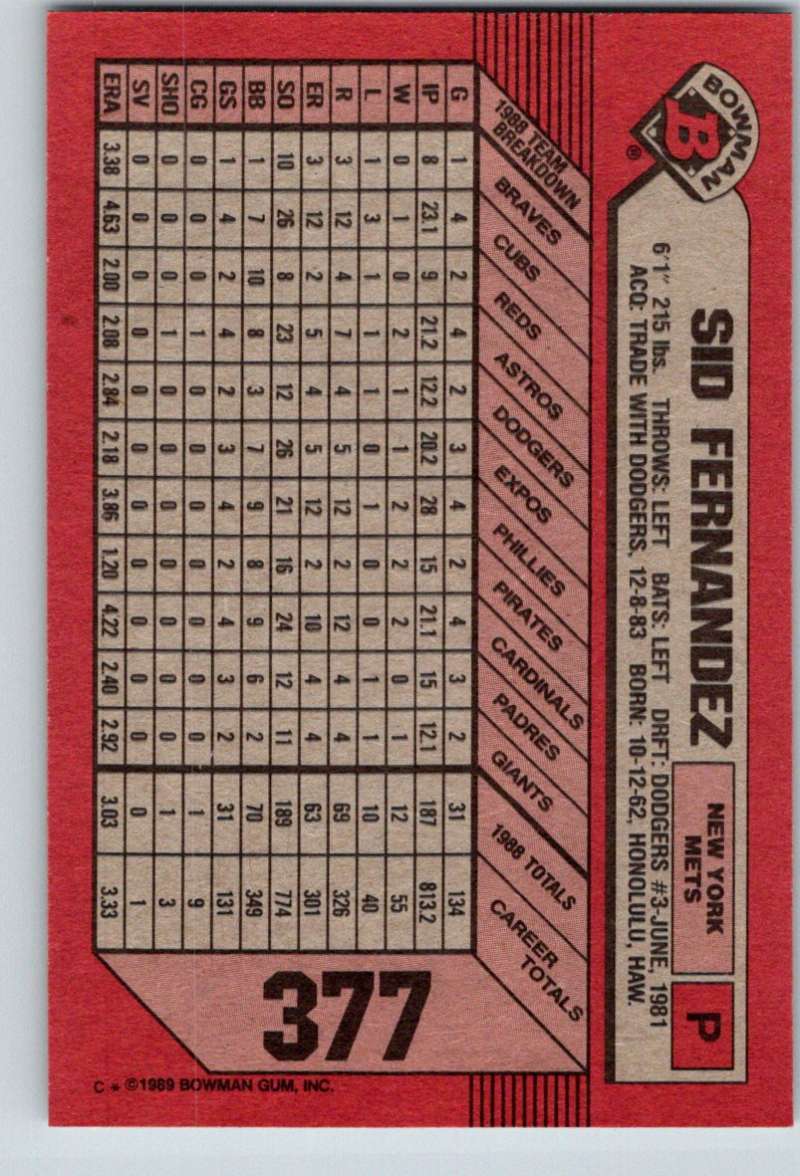 BOWMAN
B
®
SID FERNANDEZ
NEW YORK
METS
P
6'1" 215 lbs. THROWS: LEFT BATS: LEFT DRFT: DODGERS #3-JUNE, 1981
ACQ: TRADE WITH DODGERS, 12-8-83 BORN: 10-12-62, HONOLULU, HAW.
1988 TEAM
BREAKDOWN
BRAVES
CUBS
REDS
ASTROS
DODGERS
EXPOS
PHILLIES
PIRATES
CARDINALS
PADRES
GIANTS
1988 TOTALS
CAREER
TOTALS
G 1 4 2 4 2 3 4 2 4 3 2 31 134
IP 8 23.1 9 21.2 12.2 20.2 28 15 21.1 15 12.1 187 813.2
W 0 1 0 2 1 1 2 2 2 0 1 12 55
L 1 3 1 1 1 0 1 0 0 1 1 10 40
R 3 12 4 7 4 5 12 2 12 4 4 69 326
ER 3 12 2 5 4 5 12 2 10 4 4 63 301
SO 10 26 8 23 12 26 21 16 24 12 11 189 774
BB 1 7 10 8 3 7 9 8 9 6 2 70 349
GS 1 4 2 4 2 3 4 2 4 3 2 31 131
CG 0 0 0 1 0 0 0 0 0 0 0 1 9
SHO 0 0 0 1 0 0 0 0 0 0 0 1 3
SV 0 0 0 0 0 0 0 0 0 0 0 0 1
ERA 3.38 4.63 2.00 2.08 2.84 2.18 3.86 1.20 4.22 2.40 2.92 3.03 3.33
377
C * ©1989 BOWMAN GUM, INC.